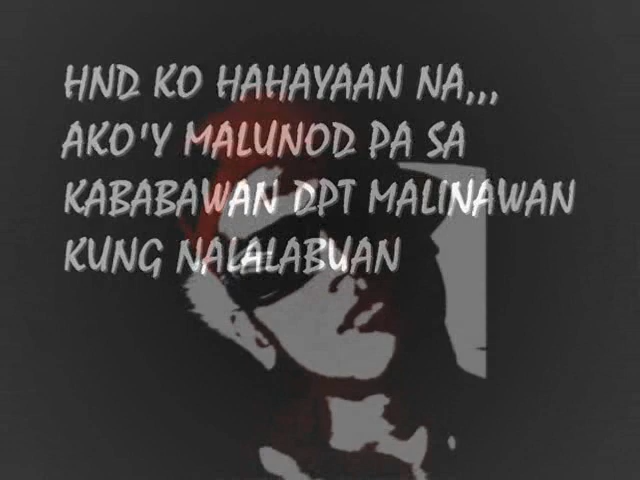 HND KO HAHAYAAN NA,,,
AKO'Y MALUNOD PA SA
KABABAWAN DPT MALINAWAN
KUNG NALALABUAN